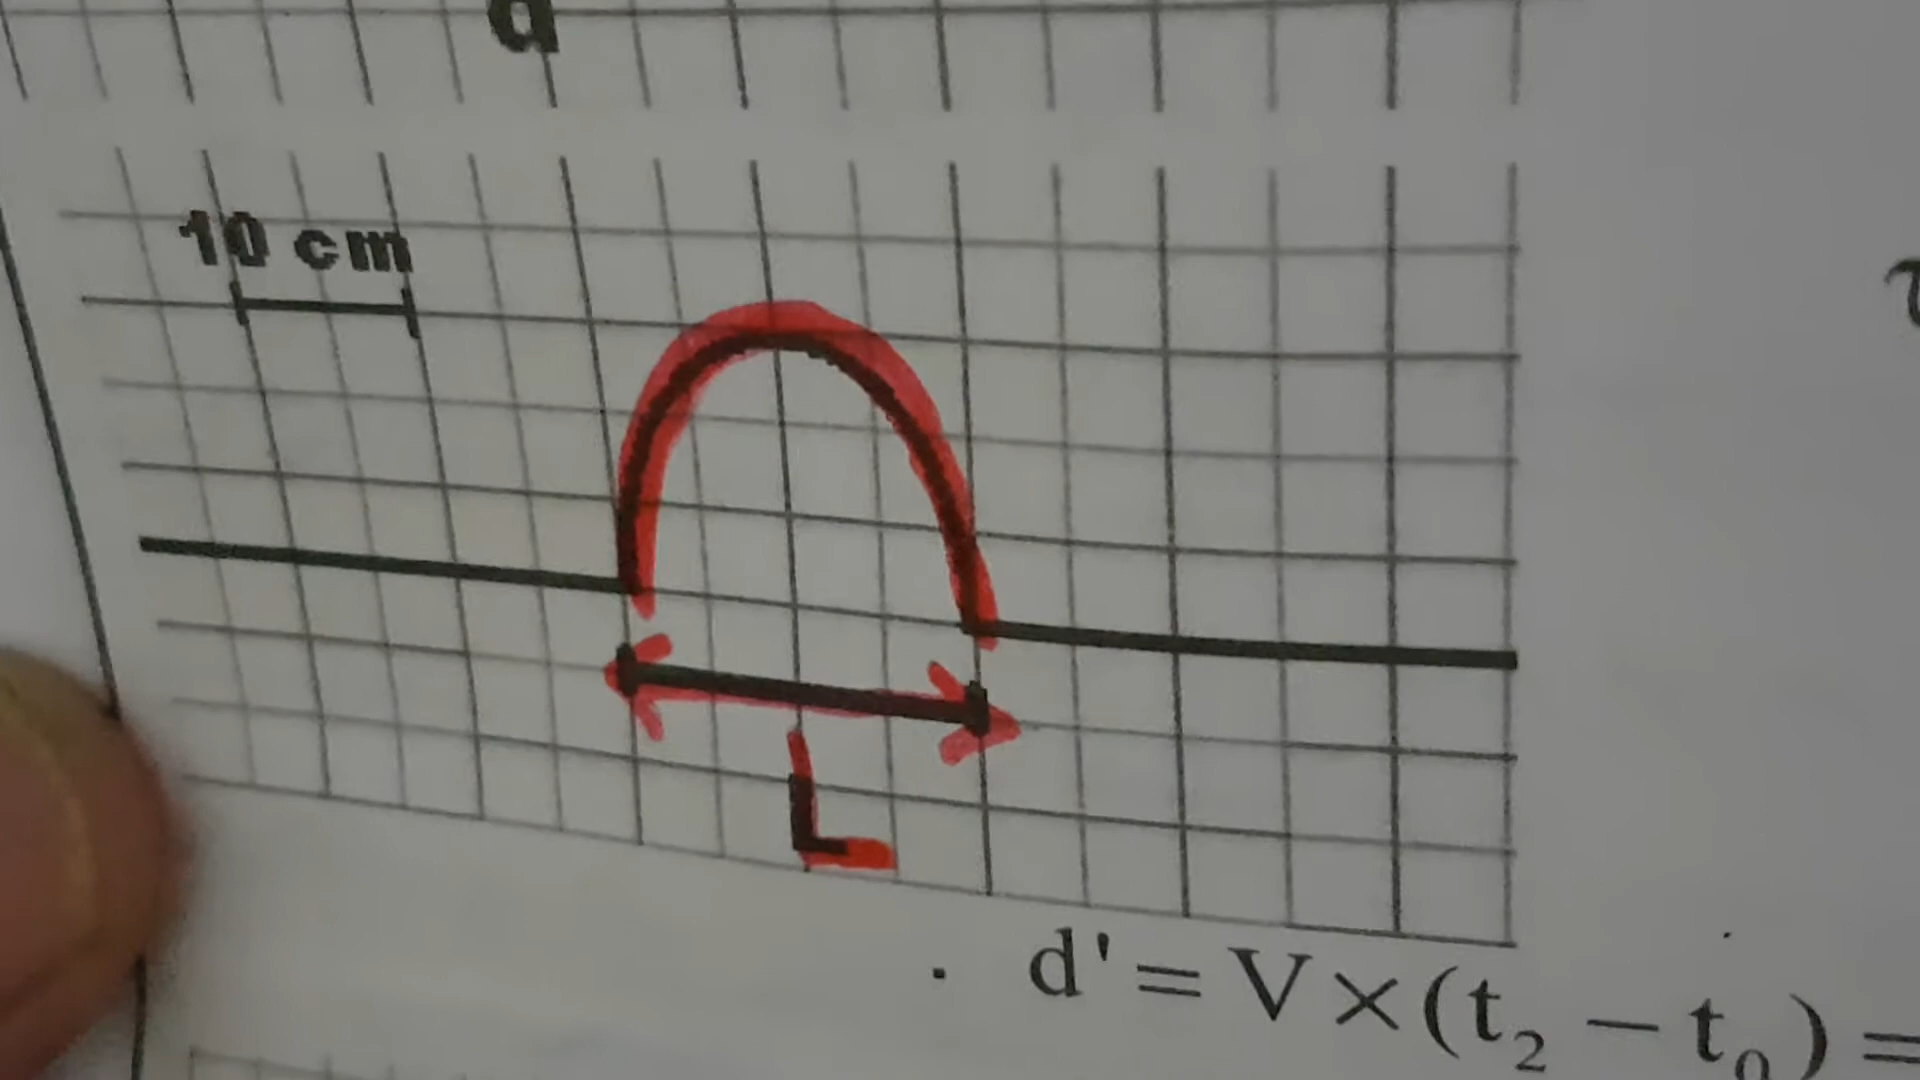 d
10 cm
L
. d' = V × (t₂ − t₀) =